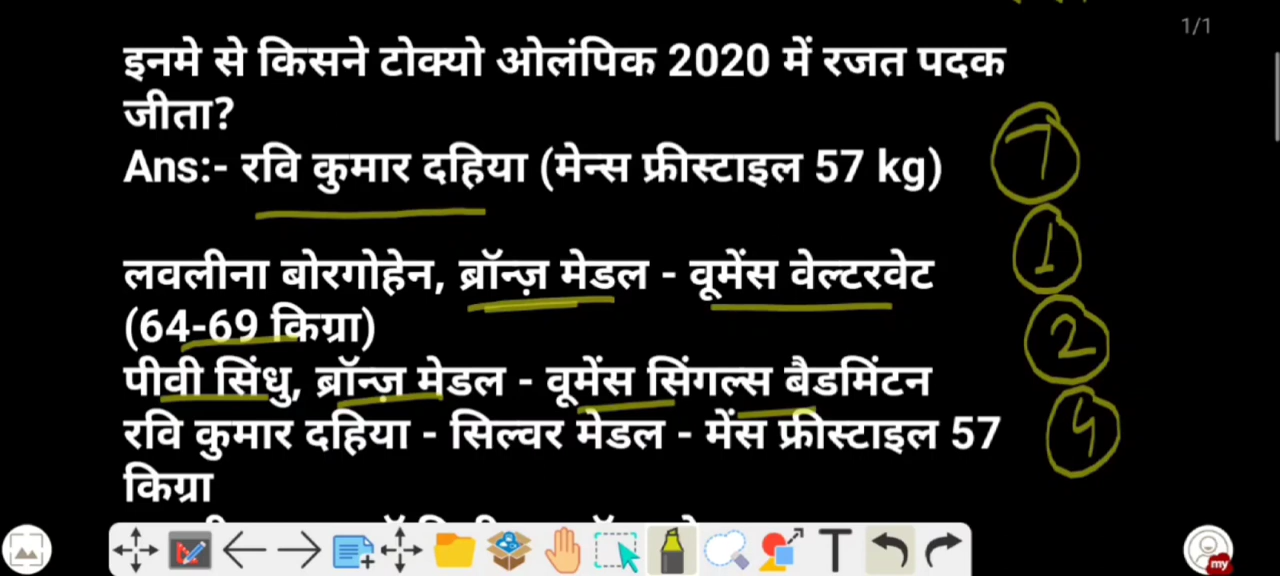 1/1
इनमे से किसने टोक्यो ओलंपिक 2020 में रजत पदक
जीता?
Ans:- रवि कुमार दहिया (मेन्स फ्रीस्टाइल 57 kg)
7
लवलीना बोरगोहेन, ब्रॉन्ज़ मेडल - वूमेंस वेल्टरवेट
1
(64-69 किग्रा)
2
पीवी सिंधु, ब्रॉन्ज़ मेडल - वूमेंस सिंगल्स बैडमिंटन
रवि कुमार दहिया - सिल्वर मेडल - मेंस फ्रीस्टाइल 57
4
किग्रा
T
my